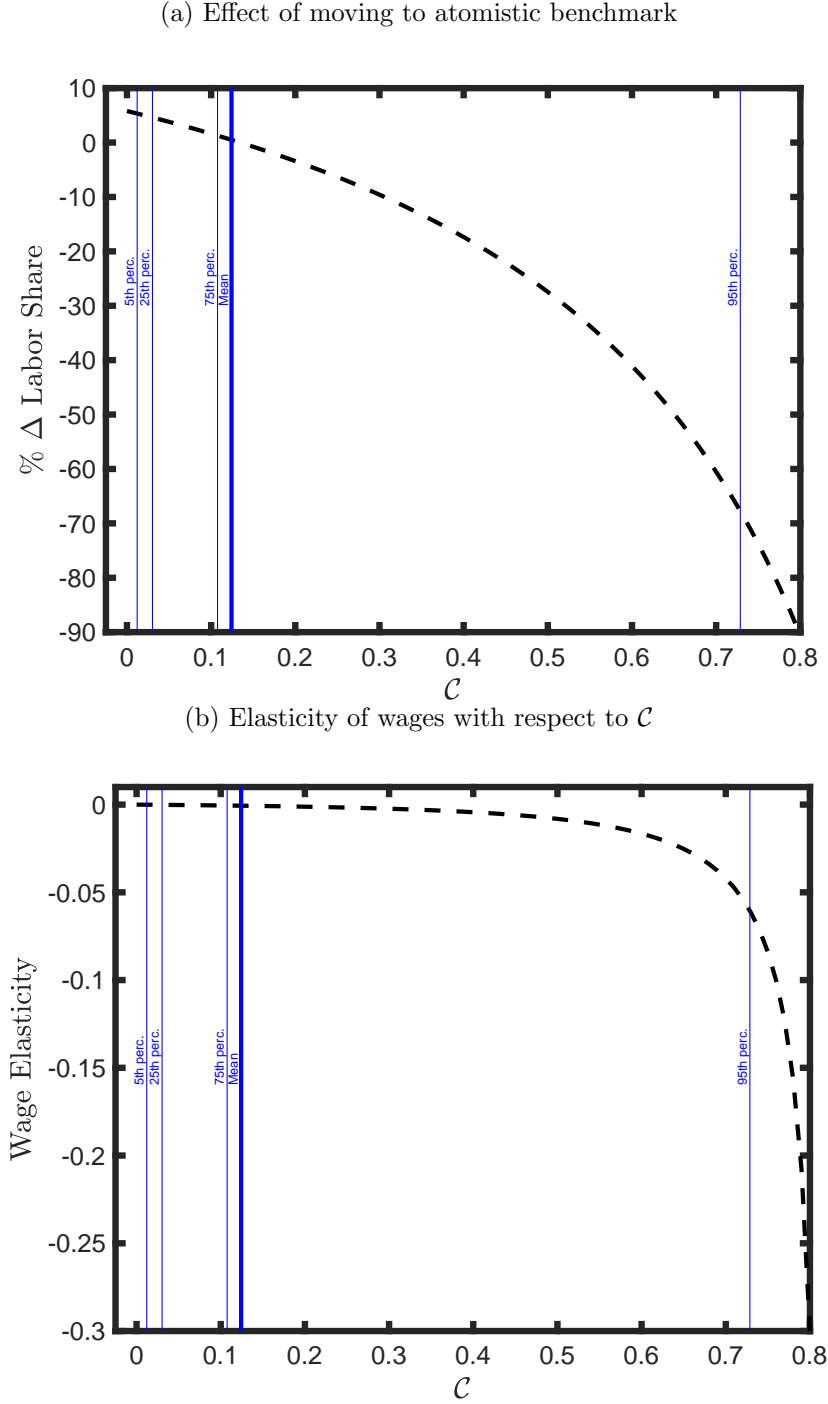 (a) Effect of moving to atomistic benchmark
10
0
-10
-20
-30
-40
-50
-60
-70
-80
-90
% Δ Labor Share
5th perc.
25th perc.
75th perc.
Mean
95th perc.
0 0.1 0.2 0.3 0.4 0.5 0.6 0.7 0.8
𝒞
(b) Elasticity of wages with respect to 𝒞
0
-0.05
-0.1
-0.15
-0.2
-0.25
-0.3
Wage Elasticity
5th perc.
25th perc.
75th perc.
Mean
95th perc.
0 0.1 0.2 0.3 0.4 0.5 0.6 0.7 0.8
𝒞